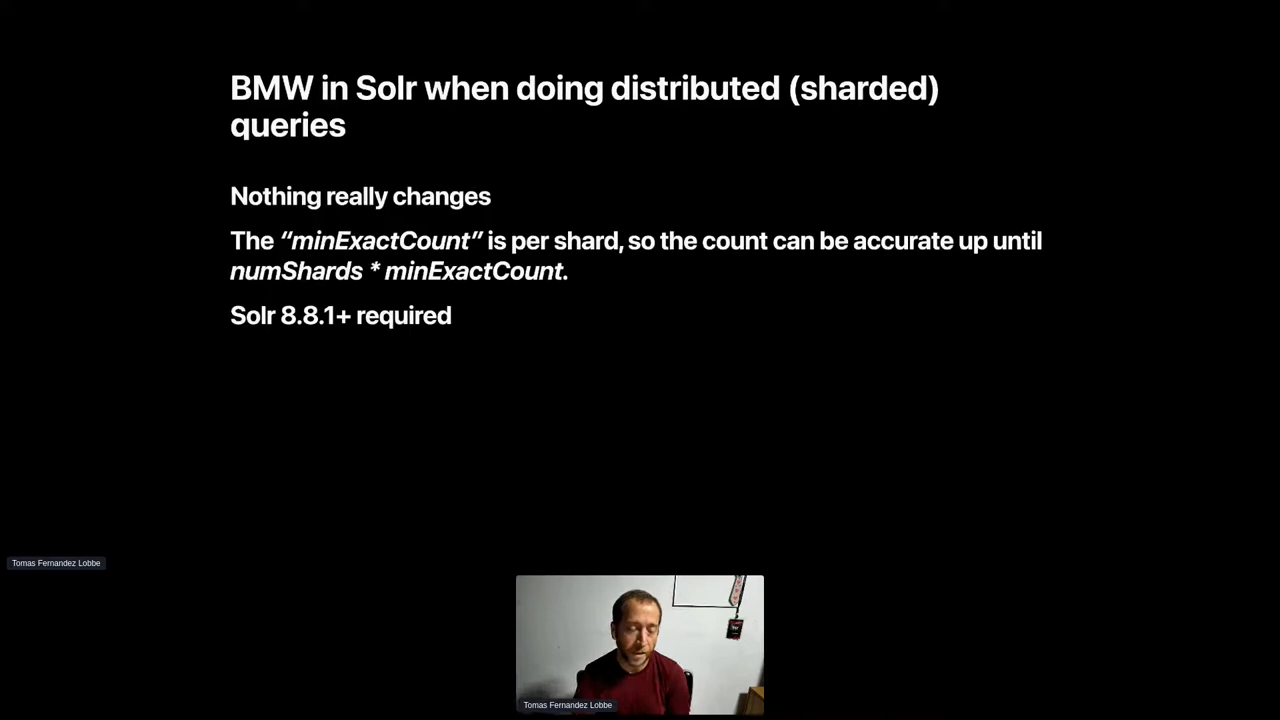 BMW in Solr when doing distributed (sharded)
queries
Nothing really changes
The “minExactCount” is per shard, so the count can be accurate up until
numShards * minExactCount.
Solr 8.8.1+ required
Tomas Fernandez Lobbe
Tomas Fernandez Lobbe